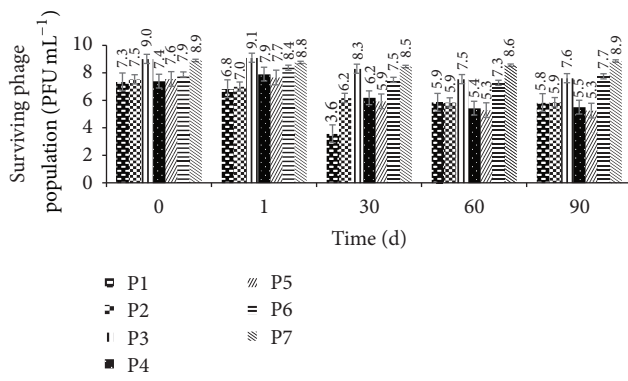 Surviving phage
population (PFU mL−1)
10
8
6
4
2
0
7.3 7.5 9.0 7.4 7.6 7.9 8.9
6.8 7.0 9.1 7.9 7.7 8.4 8.8
3.6 6.2 8.3 6.2 5.9 7.5 8.5
5.9 5.9 7.5 5.4 5.3 7.3 8.6
5.8 5.9 7.6 5.5 5.3 7.7 8.9
0 1 30 60 90
Time (d)
P1
P2
P3
P4
P5
P6
P7